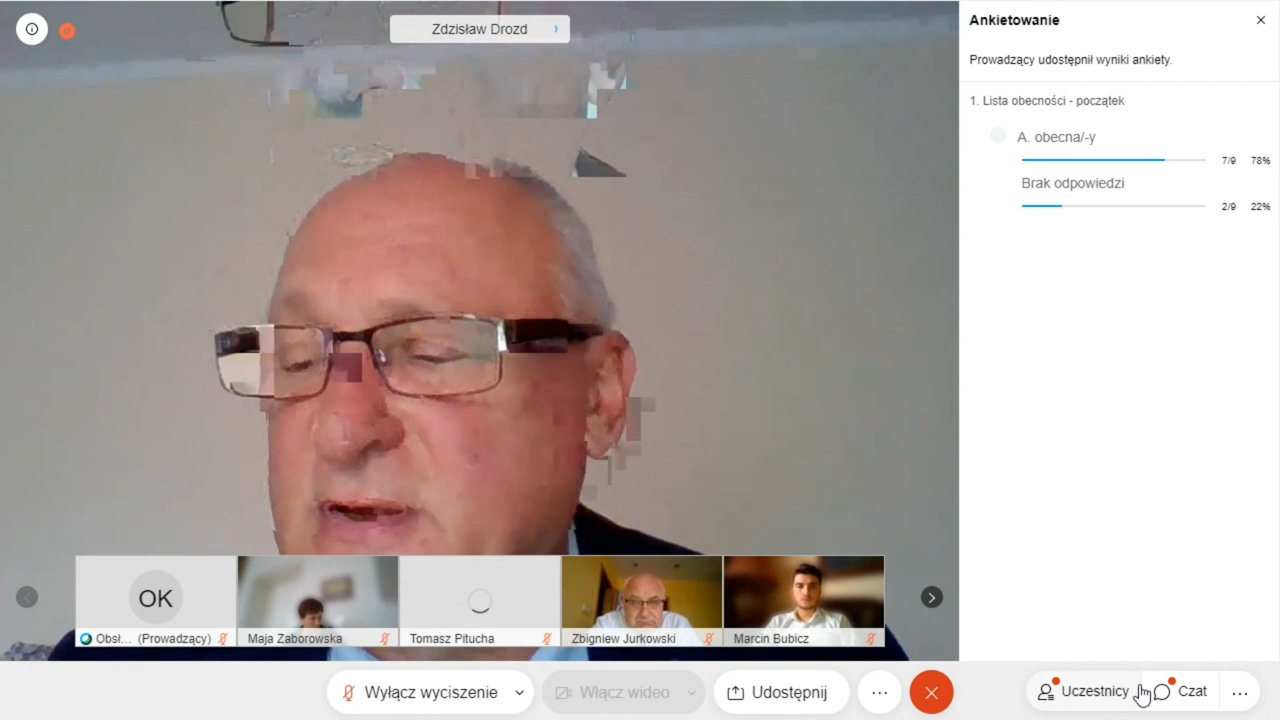 Zdzisław Drozd
Ankietowanie
Prowadzący udostępnił wyniki ankiety.
1. Lista obecności - początek
A. obecna/-y
7/9 78%
Brak odpowiedzi
2/9 22%
OK
Obsł... (Prowadzący)
Maja Zaborowska
Tomasz Pitucha
Zbigniew Jurkowski
Marcin Bubicz
Wyłącz wyciszenie
Włącz wideo
Udostępnij
Uczestnicy
Czat